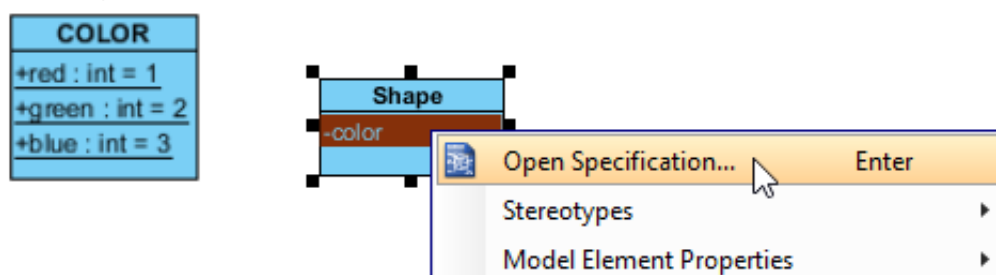 COLOR
+red : int = 1
+green : int = 2
+blue : int = 3
Shape
-color
Open Specification... Enter
Stereotypes
Model Element Properties